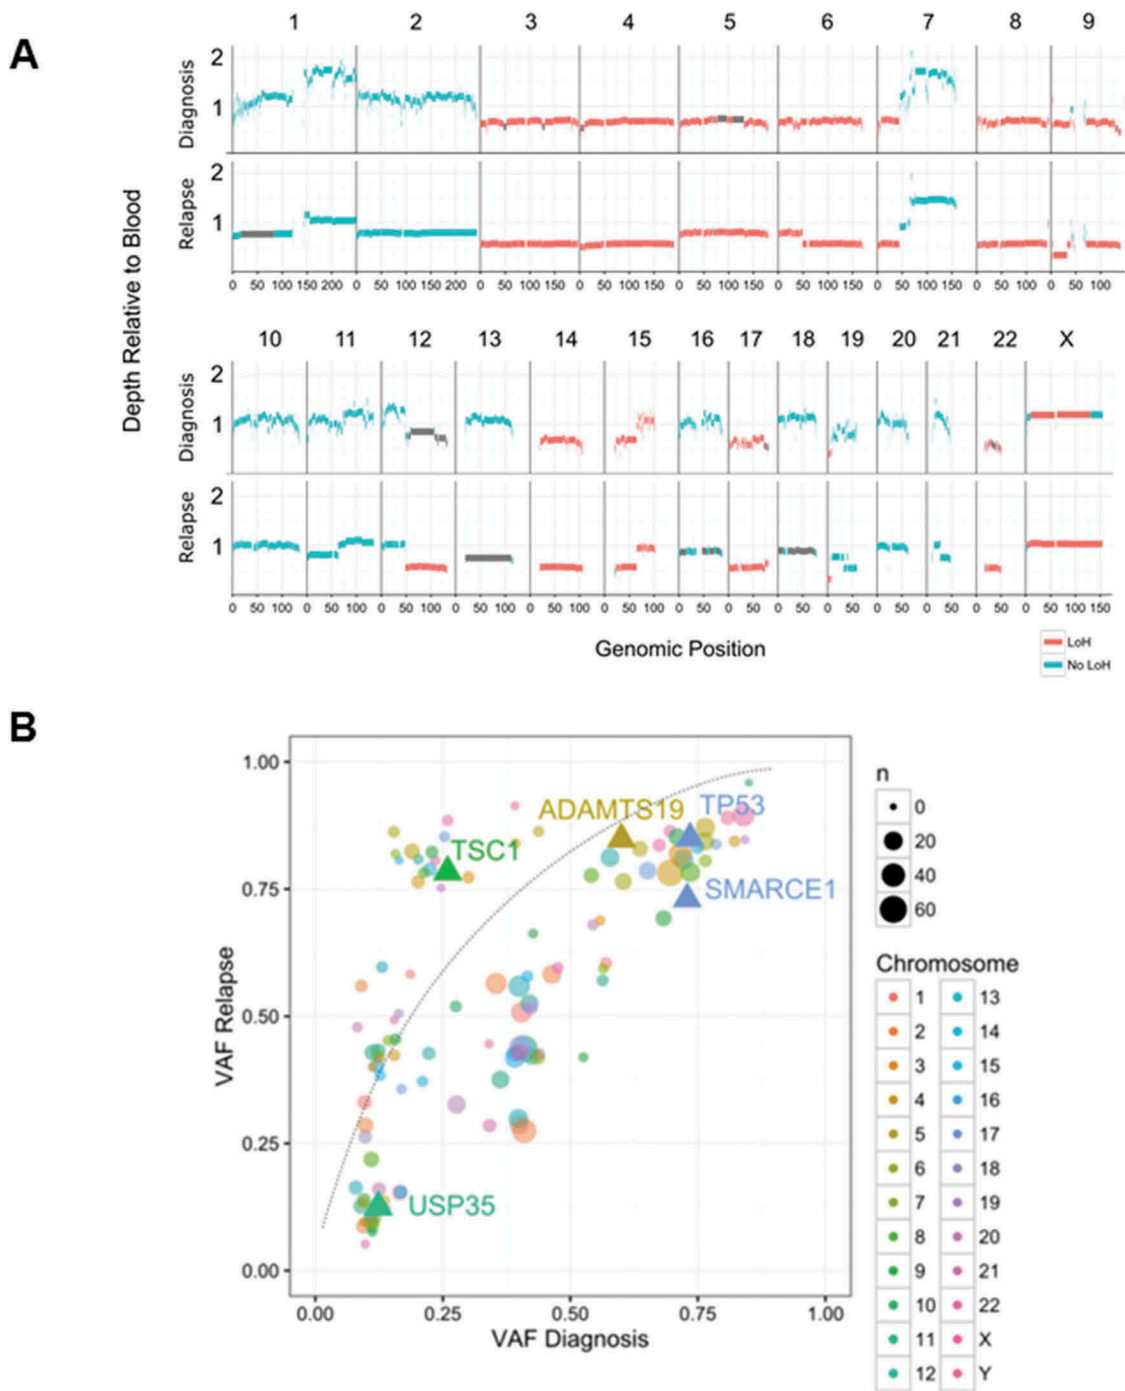 A
1 2 3 4 5 6 7 8 9
Depth Relative to Blood
Diagnosis
2
1
Relapse
2
1
0 50 100 150 200 0 50 100 150 200 0 50 100 150 0 50 100 150 0 50 100 150 0 50 100 150 0 50 100 150 0 50 100 0 50 100
10 11 12 13 14 15 16 17 18 19 20 21 22 X
Diagnosis
2
1
Relapse
2
1
0 50 100 0 50 100 0 50 100 0 50 100 0 50 100 0 50 100 0 50 0 50 0 50 0 50 0 50 0 50 0 50 0 50 100 150
Genomic Position
LoH
No LoH
B
VAF Relapse
1.00
0.75
0.50
0.25
0.00
ADAMTS19
TP53
TSC1
SMARCE1
USP35
0.00 0.25 0.50 0.75 1.00
VAF Diagnosis
n
0
20
40
60
Chromosome
1 13
2 14
3 15
4 16
5 17
6 18
7 19
8 20
9 21
10 22
11 X
12 Y